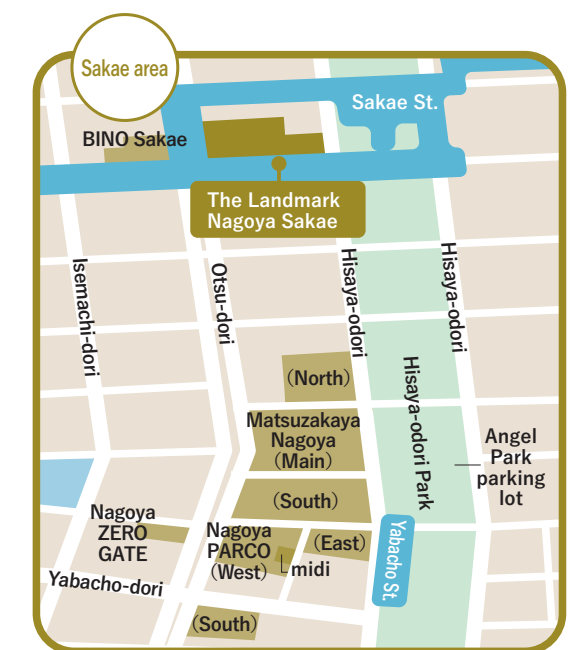 Sakae area
Sakae St.
BINO Sakae
The Landmark
Nagoya Sakae
Isemachi-dori
Otsu-dori
Hisaya-odori
Hisaya-odori
(North)
Hisaya-odori Park
Matsuzakaya
Nagoya
(Main)
Angel
Park
parking
lot
(South)
Nagoya
ZERO
GATE
Nagoya
PARCO
(West)
midi
(East)
Yabacho St.
Yabacho-dori
(South)